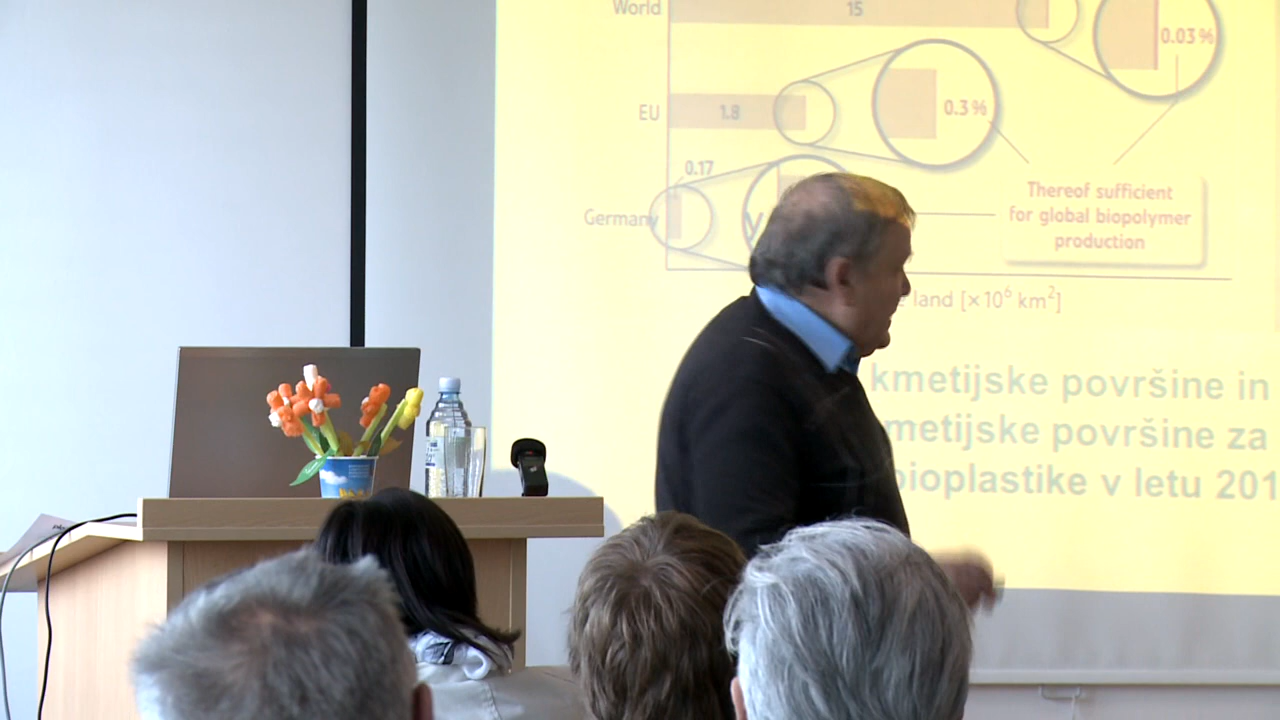 World
15
0.03 %
EU
1.8
0.3 %
0.17
Thereof sufficient
for global biopolymer
production
Germany
land [×10⁶ km²]
kmetijske površine in
metijske površine za
bioplastike v letu 201